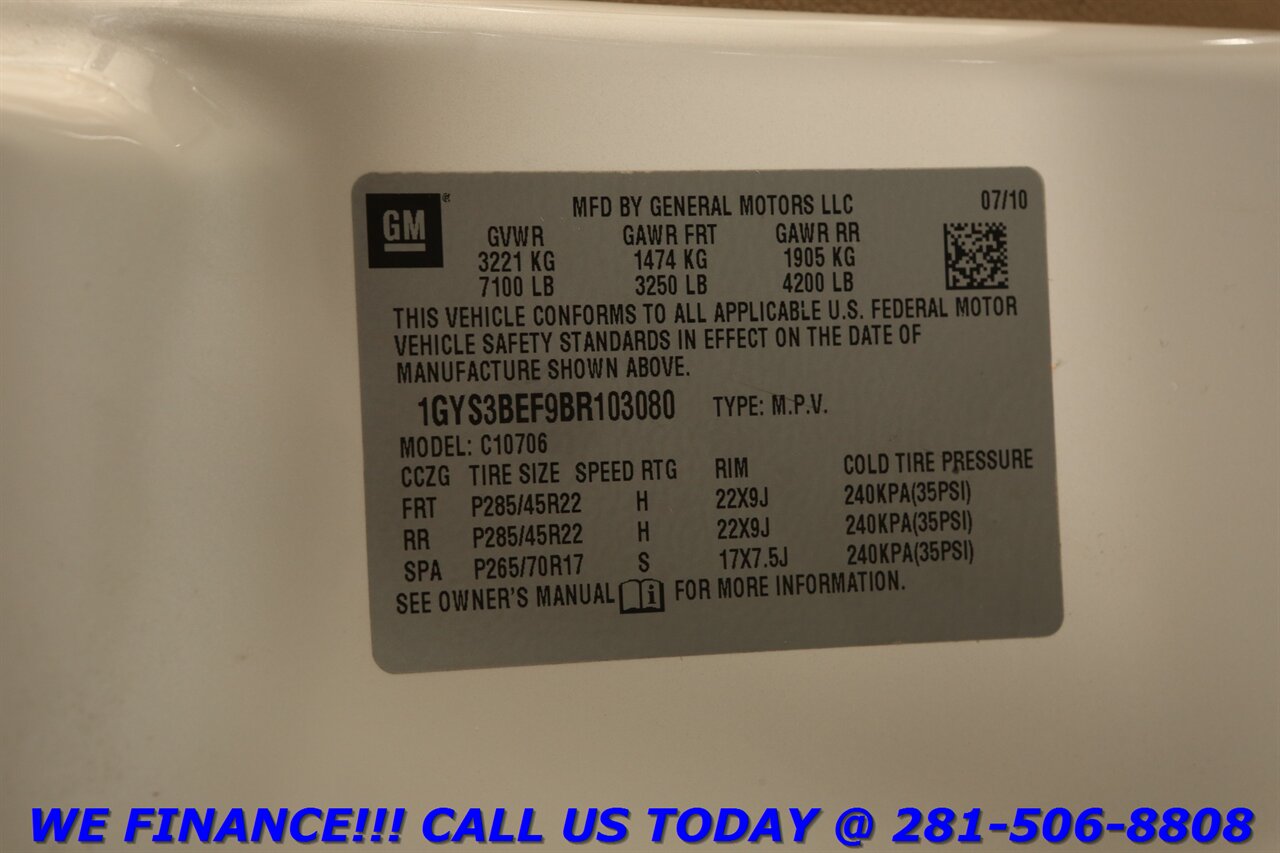 GM® MFD BY GENERAL MOTORS LLC 07/10
GVWR GAWR FRT GAWR RR
3221 KG 1474 KG 1905 KG
7100 LB 3250 LB 4200 LB
THIS VEHICLE CONFORMS TO ALL APPLICABLE U.S. FEDERAL MOTOR
VEHICLE SAFETY STANDARDS IN EFFECT ON THE DATE OF
MANUFACTURE SHOWN ABOVE.
1GYS3BEF9BR103080 TYPE: M.P.V.
MODEL: C10706
CCZG TIRE SIZE SPEED RTG RIM COLD TIRE PRESSURE
FRT P285/45R22 H 22X9J 240KPA(35PSI)
RR P285/45R22 H 22X9J 240KPA(35PSI)
SPA P265/70R17 S 17X7.5J 240KPA(35PSI)
SEE OWNER'S MANUAL i FOR MORE INFORMATION.
WE FINANCE!!! CALL US TODAY @ 281-506-8808